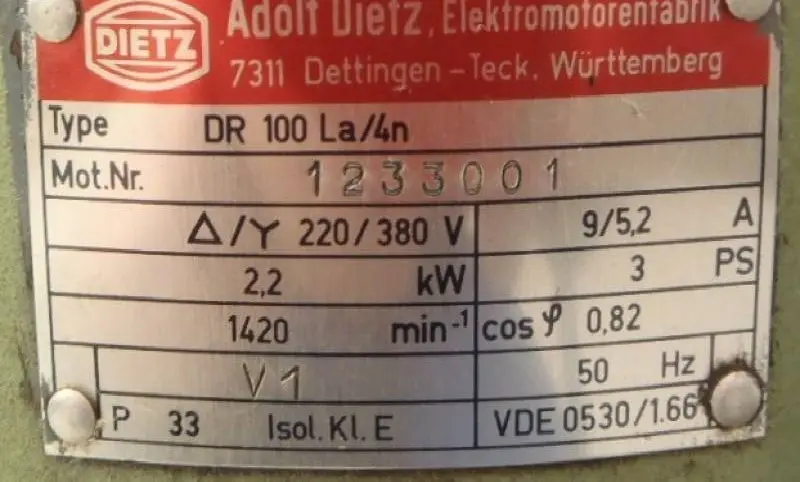 DIETZ
Adolf Dietz, Elektromotorenfabrik
7311 Dettingen - Teck. Württemberg
Type DR 100 La/4n
Mot.Nr. 1233001
Δ/Y 220/380 V 9/5,2 A
2,2 kW 3 PS
1420 min⁻¹ cos φ 0,82
V1 50 Hz
P 33 Isol. Kl. E VDE 0530/1.66